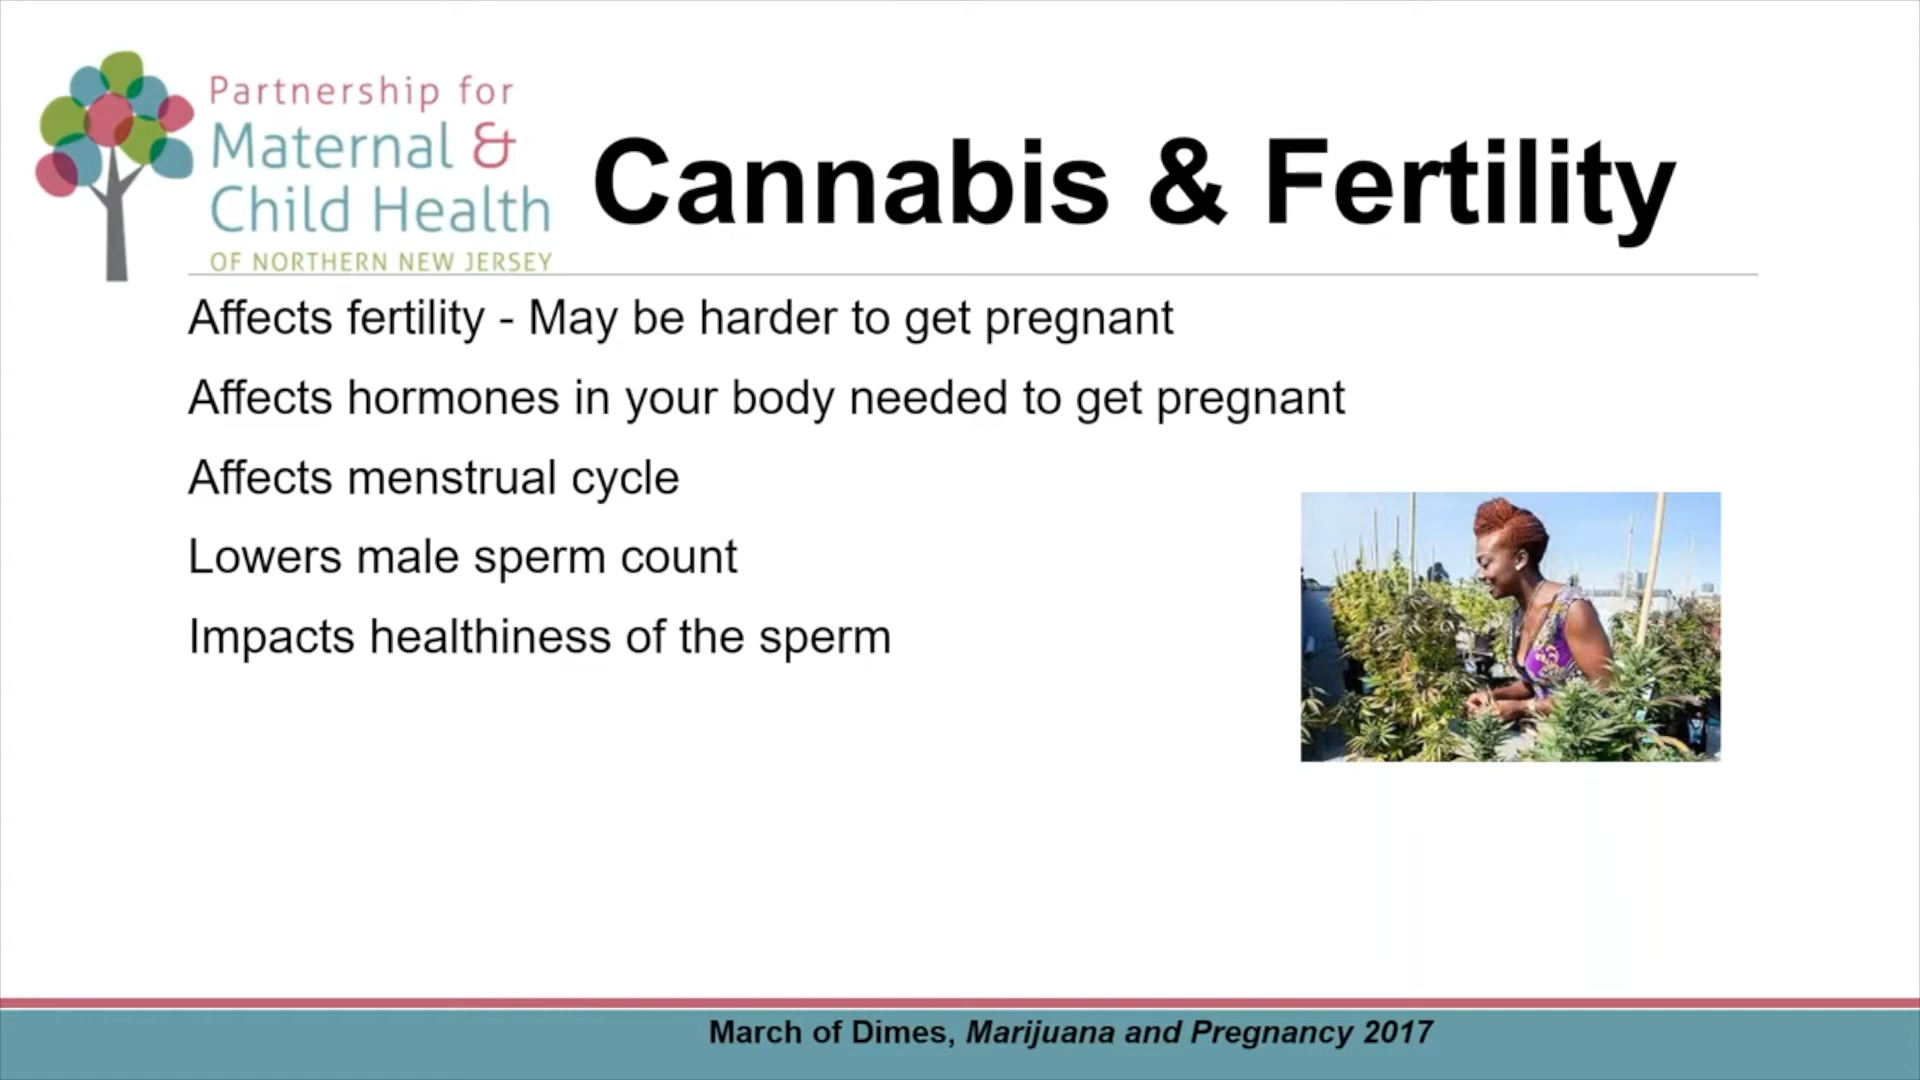 Partnership for
Maternal &
Child Health
OF NORTHERN NEW JERSEY
Cannabis & Fertility
Affects fertility - May be harder to get pregnant
Affects hormones in your body needed to get pregnant
Affects menstrual cycle
Lowers male sperm count
Impacts healthiness of the sperm
March of Dimes, Marijuana and Pregnancy 2017